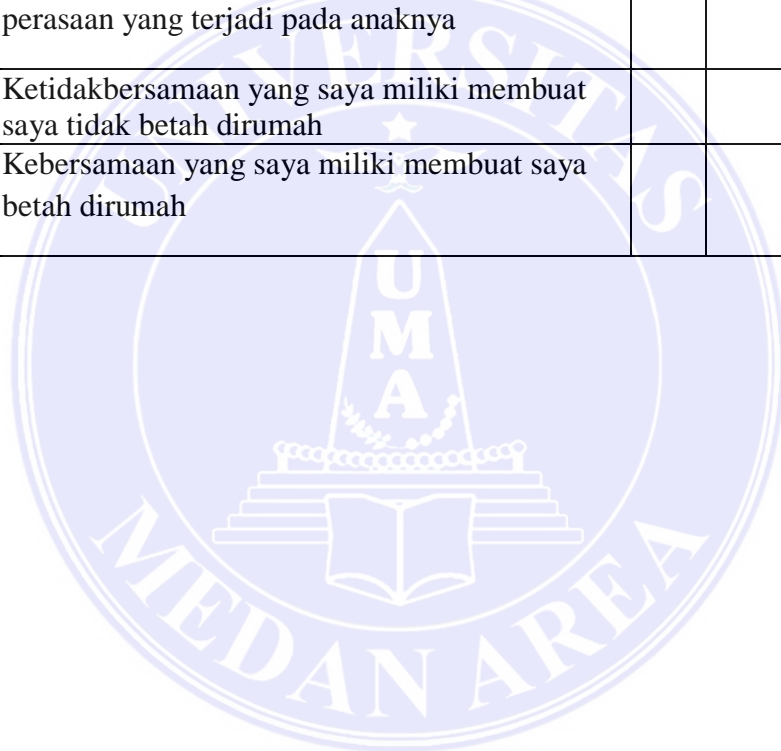 perasaan yang terjadi pada anaknya
Ketidakbersamaan yang saya miliki membuat
saya tidak betah dirumah
Kebersamaan yang saya miliki membuat saya
betah dirumah
UNIVERSITAS
U
M
A
MEDAN AREA